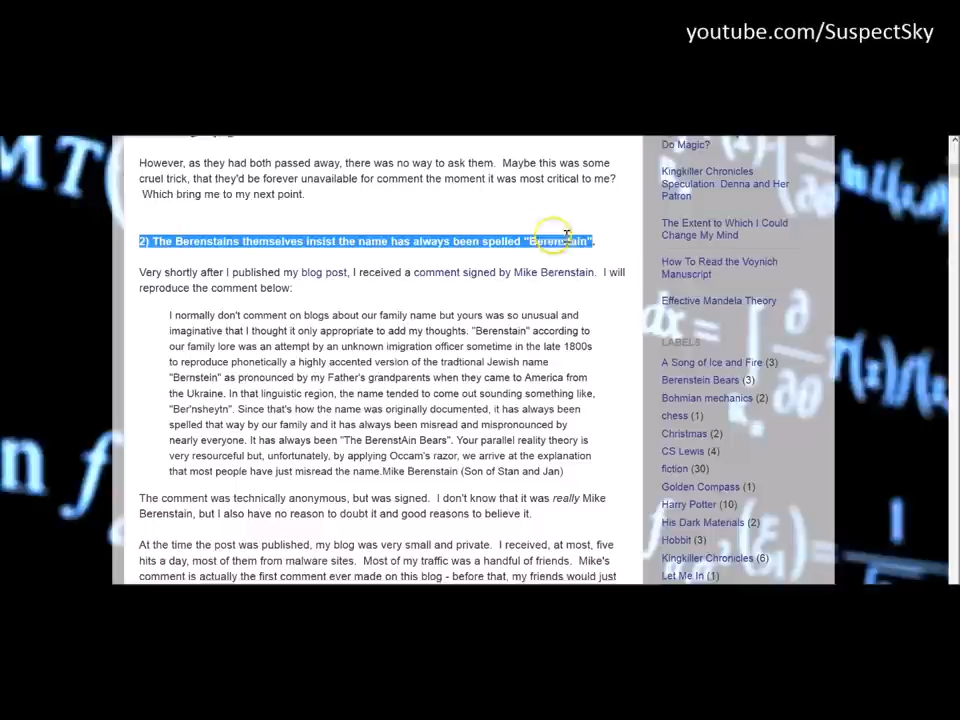 youtube.com/SuspectSky
However, as they had both passed away, there was no way to ask them.  Maybe this was some
cruel trick, that they'd be forever unavailable for comment the moment it was most critical to me?
Which bring me to my next point.
2) The Berenstains themselves insist the name has always been spelled "Berenstain".
Very shortly after I published my blog post, I received a comment signed by Mike Berenstain.  I will
reproduce the comment below:
I normally don't comment on blogs about our family name but yours was so unusual and
imaginative that I thought it only appropriate to add my thoughts. "Berenstain" according to
our family lore was an attempt by an unknown imigration officer sometime in the late 1800s
to reproduce phonetically a highly accented version of the tradtional Jewish name
"Bernstein" as pronounced by my Father's grandparents when they came to America from
the Ukraine. In that linguistic region, the name tended to come out sounding something like,
"Ber'nsheytn". Since that's how the name was originally documented, it has always been
spelled that way by our family and it has always been misread and mispronounced by
nearly everyone. It has always been "The BerenstAin Bears". Your parallel reality theory is
very resourceful but, unfortunately, by applying Occam's razor, we arrive at the explanation
that most people have just misread the name.Mike Berenstain (Son of Stan and Jan)
The comment was technically anonymous, but was signed.  I don't know that it was really Mike
Berenstain, but I also have no reason to doubt it and good reasons to believe it.
At the time the post was published, my blog was very small and private.  I received, at most, five
hits a day, most of them from malware sites.  Most of my traffic was a handful of friends.  Mike's
comment is actually the first comment ever made on this blog - before that, my friends would just
Do Magic?
Kingkiller Chronicles
Speculation: Denna and Her
Patron
The Extent to Which I Could
Change My Mind
How To Read the Voynich
Manuscript
Effective Mandela Theory
LABELS
A Song of Ice and Fire (3)
Berenstein Bears (3)
Bohmian mechanics (2)
chess (1)
Christmas (2)
CS Lewis (4)
fiction (30)
Golden Compass (1)
Harry Potter (10)
His Dark Materials (2)
Hobbit (3)
Kingkiller Chronicles (6)
Let Me In (1)